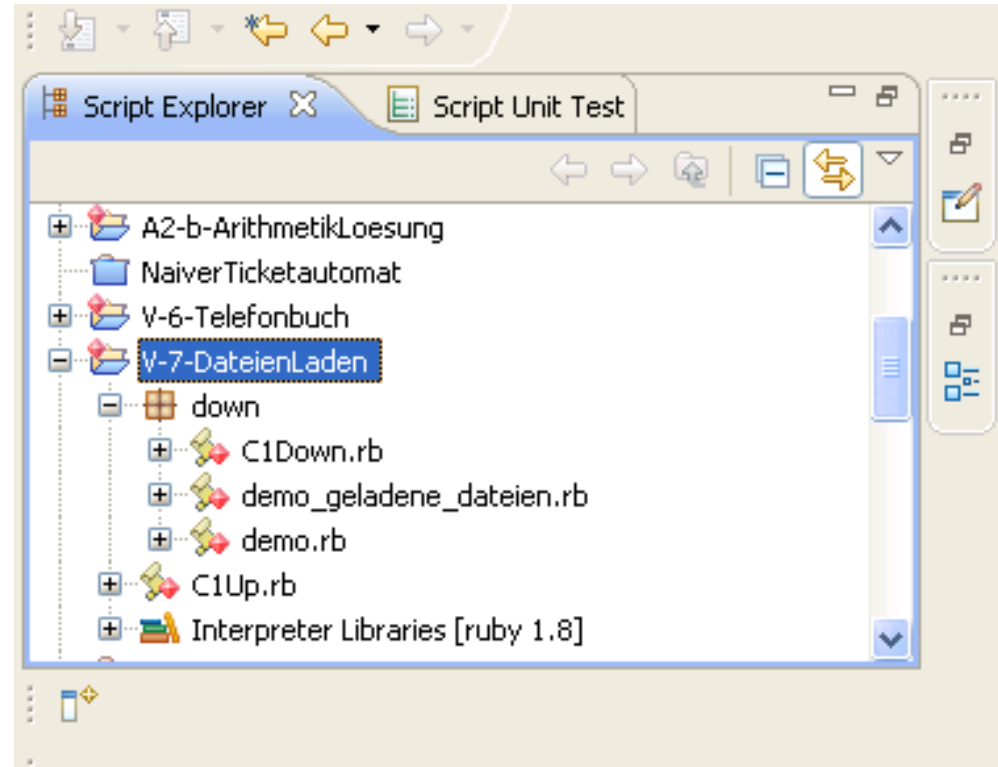 Script Explorer
Script Unit Test
A2-b-ArithmetikLoesung
NaiverTicketautomat
V-6-Telefonbuch
V-7-DateienLaden
down
C1Down.rb
demo_geladene_dateien.rb
demo.rb
C1Up.rb
Interpreter Libraries [ruby 1.8]